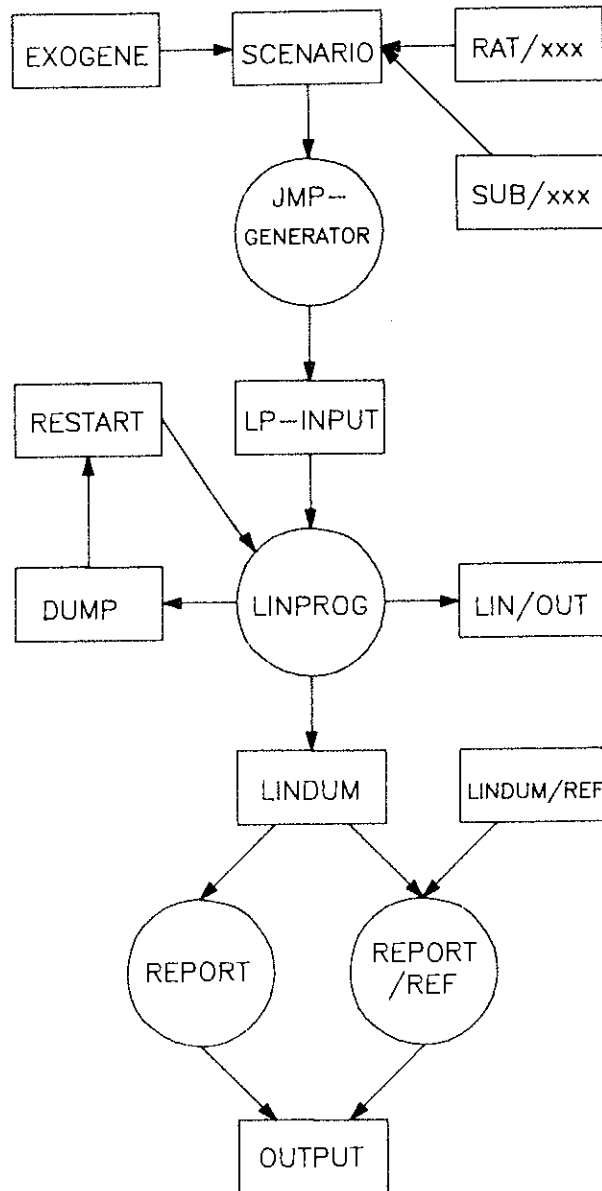 EXOGENE
SCENARIO
RAT/xxx
SUB/xxx
JMP-
GENERATOR
RESTART
LP-INPUT
DUMP
LINPROG
LIN/OUT
LINDUM
LINDUM/REF
REPORT
REPORT
/REF
OUTPUT